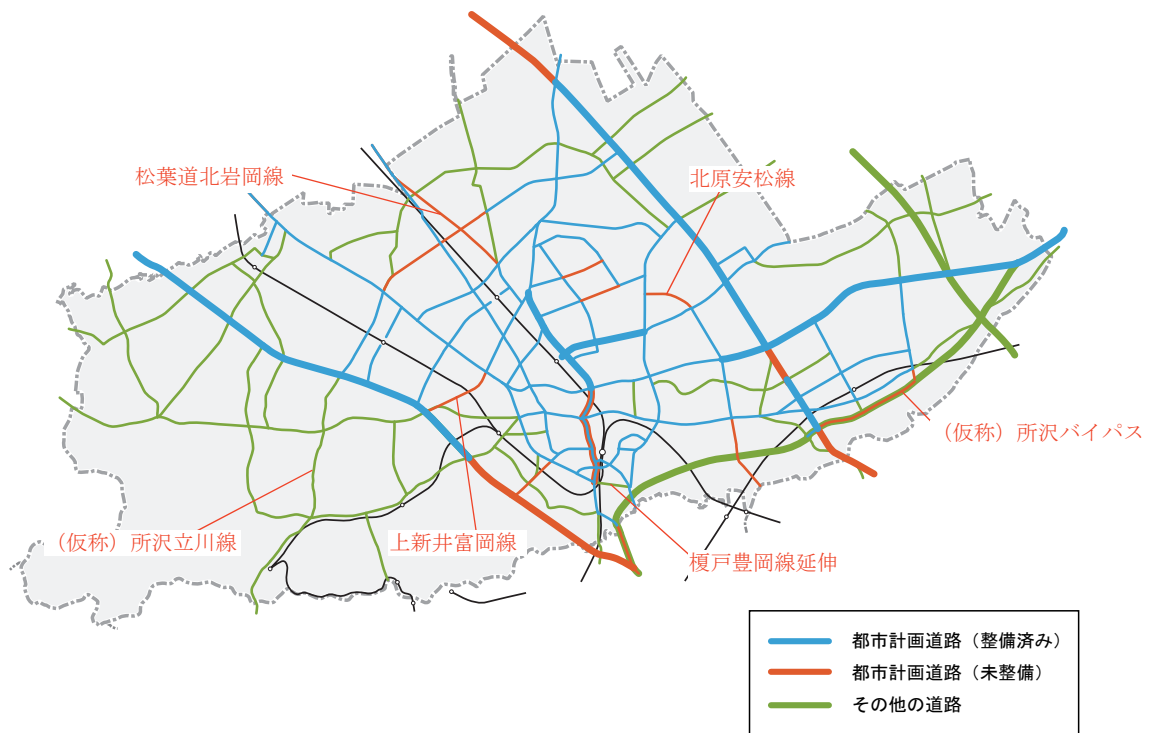 松葉道北岩岡線
北原安松線
（仮称）所沢バイパス
（仮称）所沢立川線
上新井富岡線
榎戸豊岡線延伸
都市計画道路（整備済み）
都市計画道路（未整備）
その他の道路